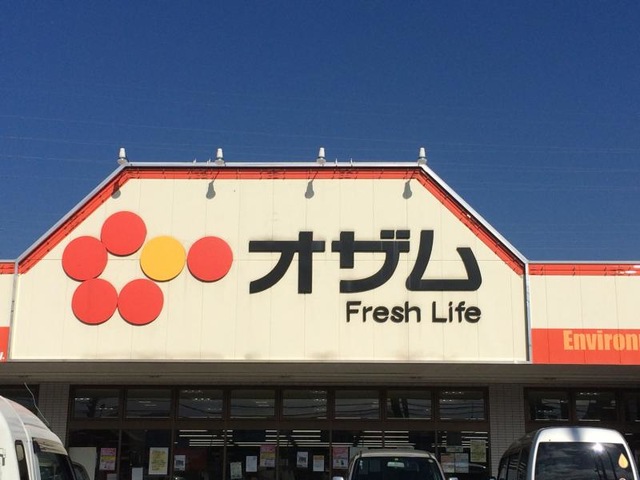 オザム
Fresh Life
Environ